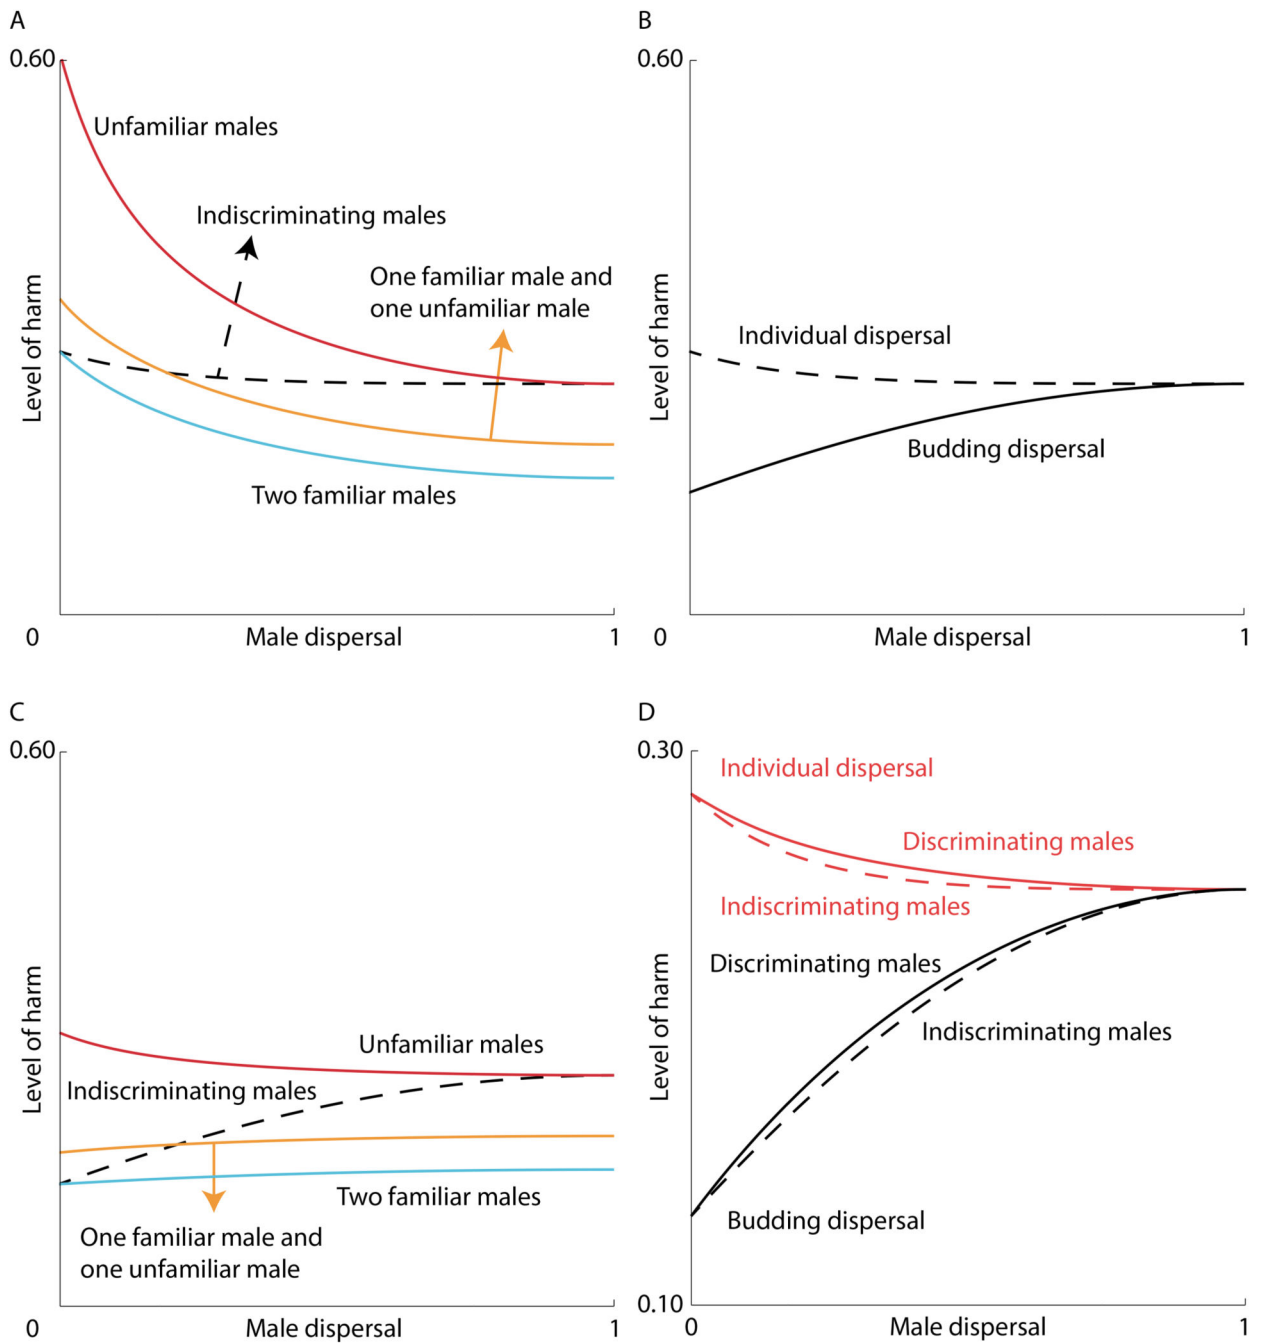 A
0.60
Unfamiliar males
Indiscriminating males
One familiar male and
one unfamiliar male
Two familiar males
Level of harm
0
Male dispersal
1
B
0.60
Individual dispersal
Budding dispersal
Level of harm
0
Male dispersal
1
C
0.60
Unfamiliar males
Indiscriminating males
Two familiar males
One familiar male and
one unfamiliar male
Level of harm
0
Male dispersal
1
D
0.30
Individual dispersal
Discriminating males
Indiscriminating males
Discriminating males
Indiscriminating males
Budding dispersal
Level of harm
0.10
0
Male dispersal
1